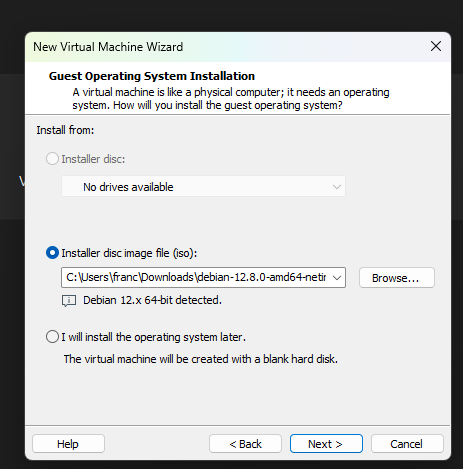 New Virtual Machine Wizard
Guest Operating System Installation
A virtual machine is like a physical computer; it needs an operating
system. How will you install the guest operating system?
Install from:
Installer disc:
No drives available
Installer disc image file (iso):
C:\Users\franc\Downloads\debian-12.8.0-amd64-netin
Browse...
Debian 12.x 64-bit detected.
I will install the operating system later.
The virtual machine will be created with a blank hard disk.
Help
< Back
Next >
Cancel